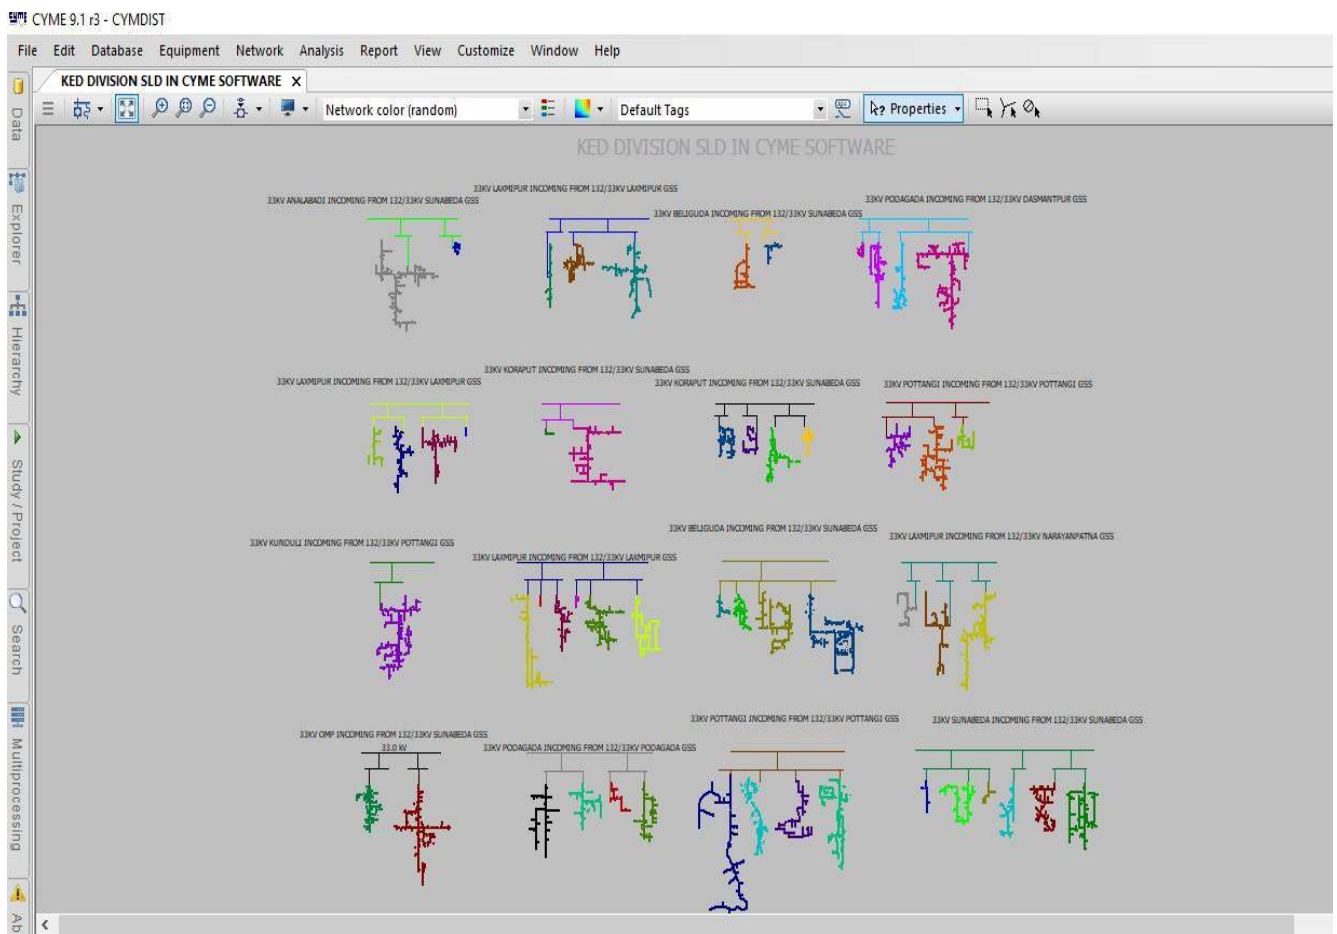 CYME 9.1 r3 - CYMDIST
File Edit Database Equipment Network Analysis Report View Customize Window Help
KED DIVISION SLD IN CYME SOFTWARE X
Network color (random) Default Tags Properties
Data
Explorer
Hierarchy
Study / Project
Search
Multiprocessing
Ab
KED DIVISION SLD IN CYME SOFTWARE
33KV ANALABADI INCOMING FROM 132/33KV SUNABEDA GSS
33KV LAXMIPUR INCOMING FROM 132/33KV LAXMIPUR GSS
33KV BELIGUDA INCOMING FROM 132/33KV SUNABEDA GSS
33KV PODAGADA INCOMING FROM 132/33KV DASMANTPUR GSS
33KV LAXMIPUR INCOMING FROM 132/33KV LAXMIPUR GSS
33KV KORAPUT INCOMING FROM 132/33KV SUNABEDA GSS
33KV KORAPUT INCOMING FROM 132/33KV SUNABEDA GSS
33KV POTTANGI INCOMING FROM 132/33KV POTTANGI GSS
33KV KUNDULI INCOMING FROM 132/33KV POTTANGI GSS
33KV LAXMIPUR INCOMING FROM 132/33KV LAXMIPUR GSS
33KV BELIGUDA INCOMING FROM 132/33KV SUNABEDA GSS
33KV LAXMIPUR INCOMING FROM 132/33KV NARAYANPATNA GSS
33KV OMP INCOMING FROM 132/33KV SUNABEDA GSS
33.0 kV
33KV PODAGADA INCOMING FROM 132/33KV PODAGADA GSS
33KV POTTANGI INCOMING FROM 132/33KV POTTANGI GSS
33KV SUNABEDA INCOMING FROM 132/33KV SUNABEDA GSS